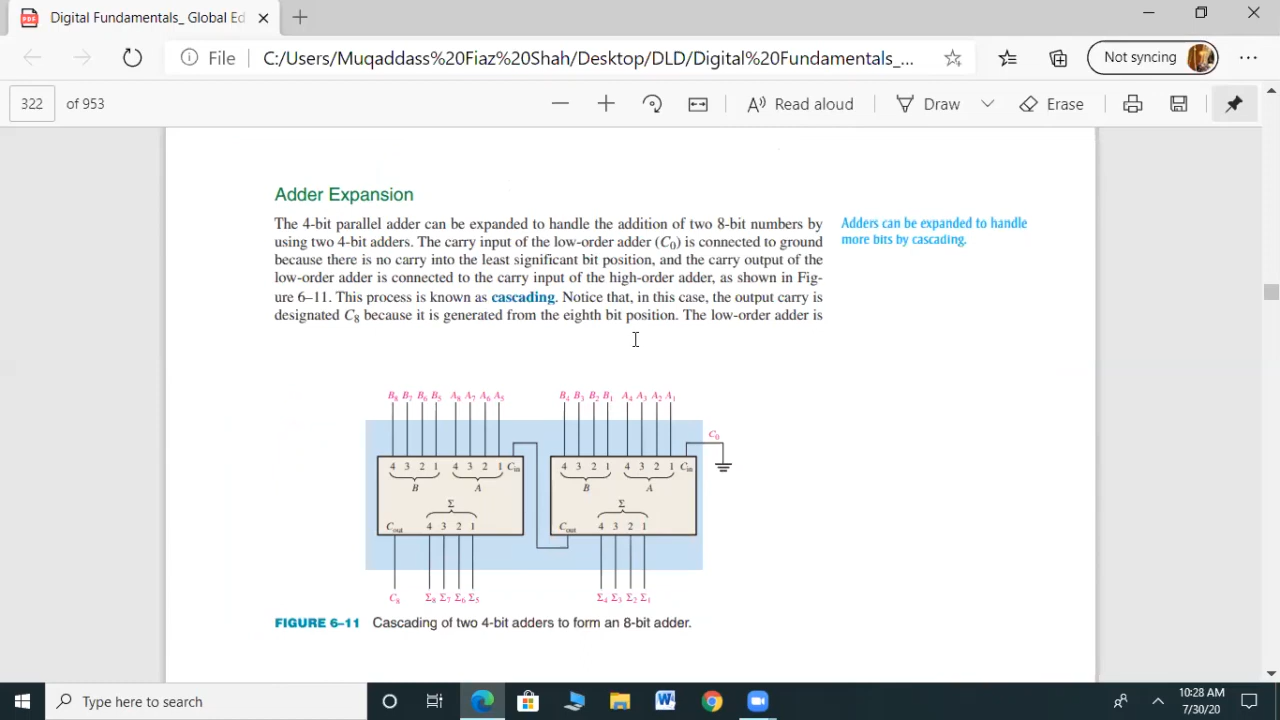 Digital Fundamentals_ Global Ed
File
C:/Users/Muqaddass%20Fiaz%20Shah/Desktop/DLD/Digital%20Fundamentals_...
Not syncing
322 of 953
Read aloud
Draw
Erase
Adder Expansion
The 4-bit parallel adder can be expanded to handle the addition of two 8-bit numbers by
using two 4-bit adders. The carry input of the low-order adder (C0) is connected to ground
because there is no carry into the least significant bit position, and the carry output of the
low-order adder is connected to the carry input of the high-order adder, as shown in Fig-
ure 6–11. This process is known as cascading. Notice that, in this case, the output carry is
designated C8 because it is generated from the eighth bit position. The low-order adder is
Adders can be expanded to handle
more bits by cascading.
B8 B7 B6 B5 A8 A7 A6 A5 B4 B3 B2 B1 A4 A3 A2 A1
C0
4 3 2 1 4 3 2 1 Cin 4 3 2 1 4 3 2 1 Cin
B A B A
Σ Σ
Cout 4 3 2 1 Cout 4 3 2 1
C8 Σ8 Σ7 Σ6 Σ5 Σ4 Σ3 Σ2 Σ1
FIGURE 6–11 Cascading of two 4-bit adders to form an 8-bit adder.
Type here to search
10:28 AM
7/30/20